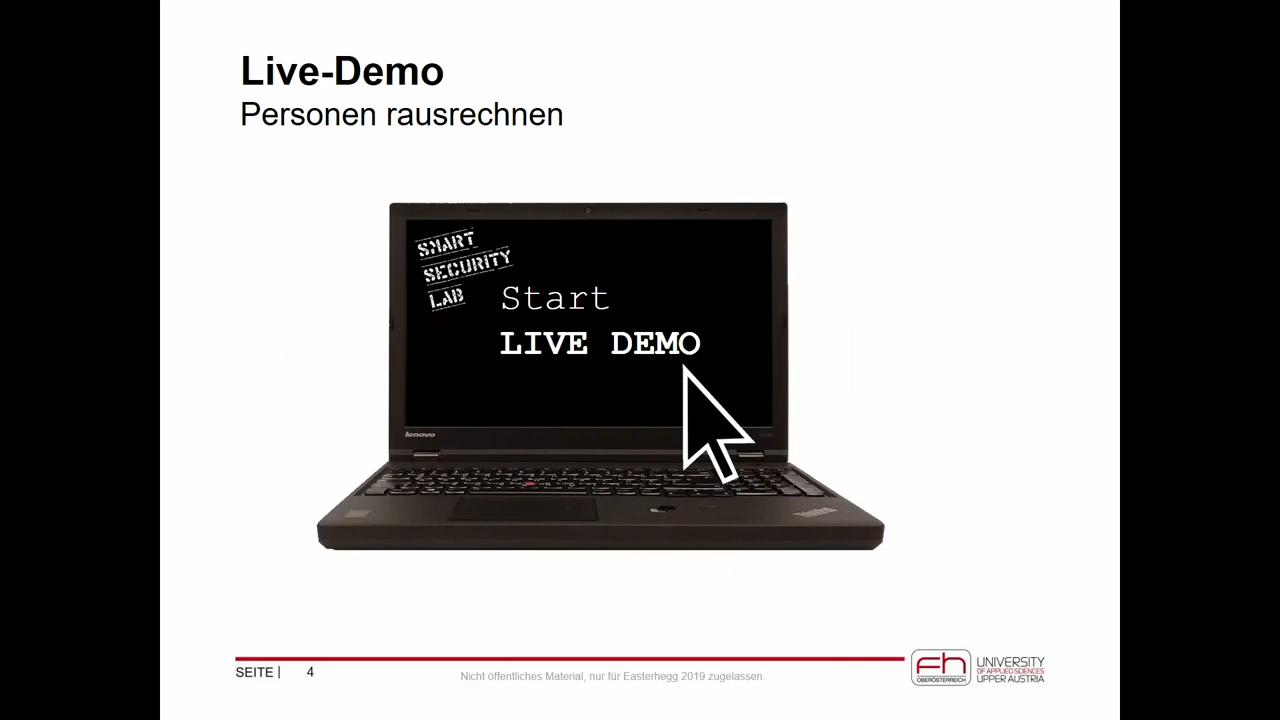 Live-Demo
Personen rausrechnen
SMART
SECURITY
LAB
Start
LIVE DEMO
lenovo
ThinkPad
SEITE | 4
Nicht öffentliches Material, nur für Easterhegg 2019 zugelassen.
fh
OBERÖSTERREICH
UNIVERSITY
OF APPLIED SCIENCES
UPPER AUSTRIA